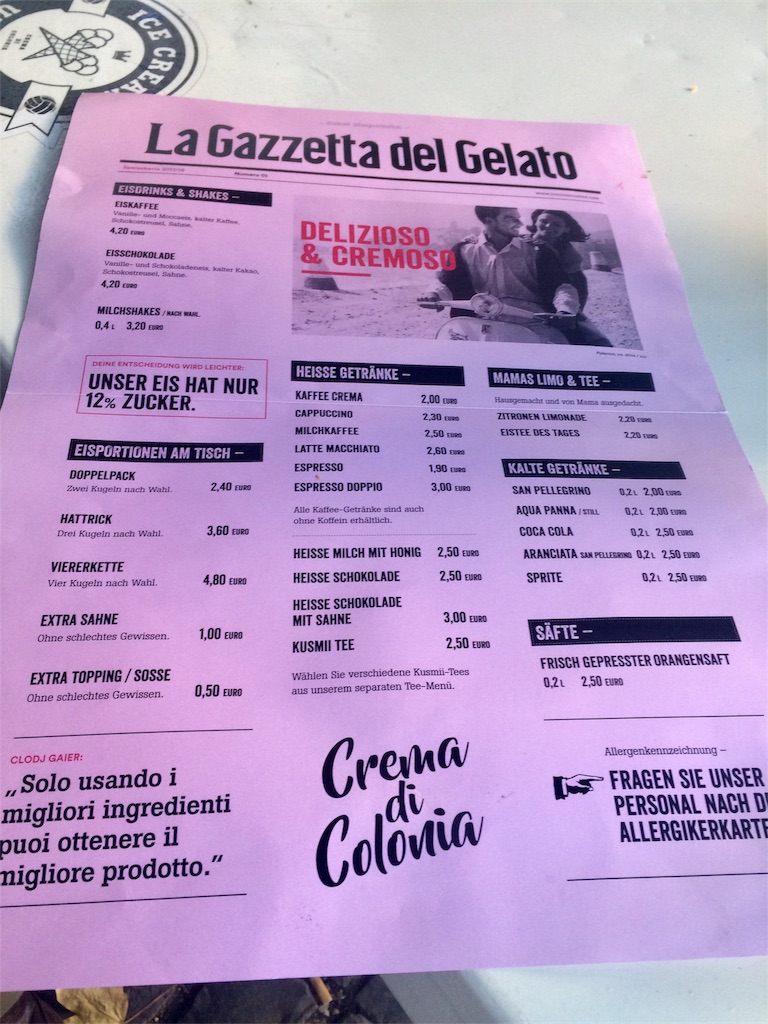 ICE CREA
La Gazzetta del Gelato
Numero 01
EISDRINKS & SHAKES –
EISKAFFEE
Vanille- und Moccaeis, kalter Kaffee,
Schokostreusel, Sahne.
4,20 EURO
EISSCHOKOLADE
Vanille- und Schokoladeneis, kalter Kakao,
Schokostreusel, Sahne.
4,20 EURO
MILCHSHAKES / NACH WAHL.
0,4 L 3,20 EURO
DELIZIOSO
& CREMOSO
DEINE ENTSCHEIDUNG WIRD LEICHTER:
UNSER EIS HAT NUR
12% ZUCKER.
EISPORTIONEN AM TISCH –
DOPPELPACK
Zwei Kugeln nach Wahl. 2,40 EURO
HATTRICK
Drei Kugeln nach Wahl. 3,60 EURO
VIERERKETTE
Vier Kugeln nach Wahl. 4,80 EURO
EXTRA SAHNE
Ohne schlechtes Gewissen. 1,00 EURO
EXTRA TOPPING / SOSSE
Ohne schlechtes Gewissen. 0,50 EURO
HEISSE GETRÄNKE –
KAFFEE CREMA 2,00 EURO
CAPPUCCINO 2,30 EURO
MILCHKAFFEE 2,50 EURO
LATTE MACCHIATO 2,60 EURO
ESPRESSO 1,90 EURO
ESPRESSO DOPPIO 3,00 EURO
Alle Kaffee-Getränke sind auch
ohne Koffein erhältlich.
HEISSE MILCH MIT HONIG 2,50 EURO
HEISSE SCHOKOLADE 2,50 EURO
HEISSE SCHOKOLADE
MIT SAHNE 3,00 EURO
KUSMII TEE 2,50 EURO
Wählen Sie verschiedene Kusmii-Tees
aus unserem separaten Tee-Menü.
MAMAS LIMO & TEE –
Hausgemacht und von Mama ausgedacht.
ZITRONEN LIMONADE 2,20 EURO
EISTEE DES TAGES 2,20 EURO
KALTE GETRÄNKE –
SAN PELLEGRINO 0,2 L 2,00 EURO
AQUA PANNA / STILL 0,2 L 2,00 EURO
COCA COLA 0,2 L 2,50 EURO
ARANCIATA SAN PELLEGRINO 0,2 L 2,50 EURO
SPRITE 0,2 L 2,50 EURO
SÄFTE –
FRISCH GEPRESSTER ORANGENSAFT
0,2 L 2,50 EURO
CLODJ GAIER:
„Solo usando i
migliori ingredienti
puoi ottenere il
migliore prodotto.“
Crema
di
Colonia
Allergenkennzeichnung –
FRAGEN SIE UNSER
PERSONAL NACH D
ALLERGIKERKARTE